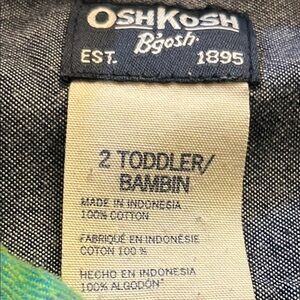 OSHKOSH
B'gosh
EST. 1895
2 TODDLER/
BAMBIN
MADE IN INDONESIA
100% COTTON
FABRIQUÉ EN INDONÉSIE
COTON 100 %
HECHO EN INDONESIA
100% ALGODÓN